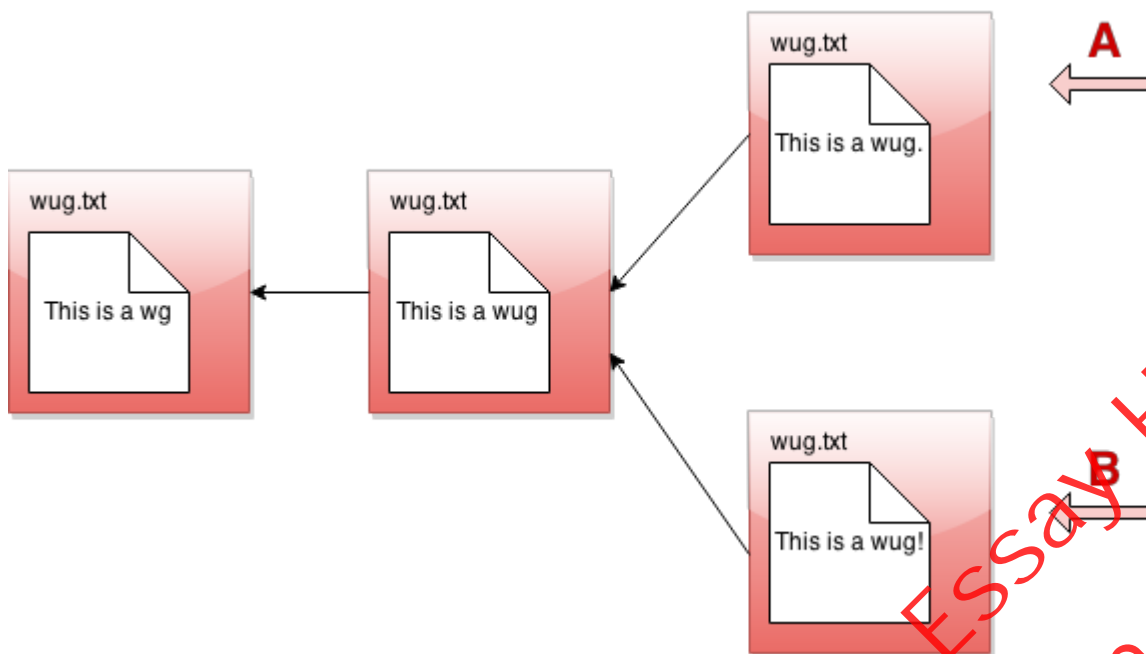 wug.txt
This is a wug.
A
wug.txt
This is a wg
wug.txt
This is a wug
wug.txt
This is a wug!
B
Essay